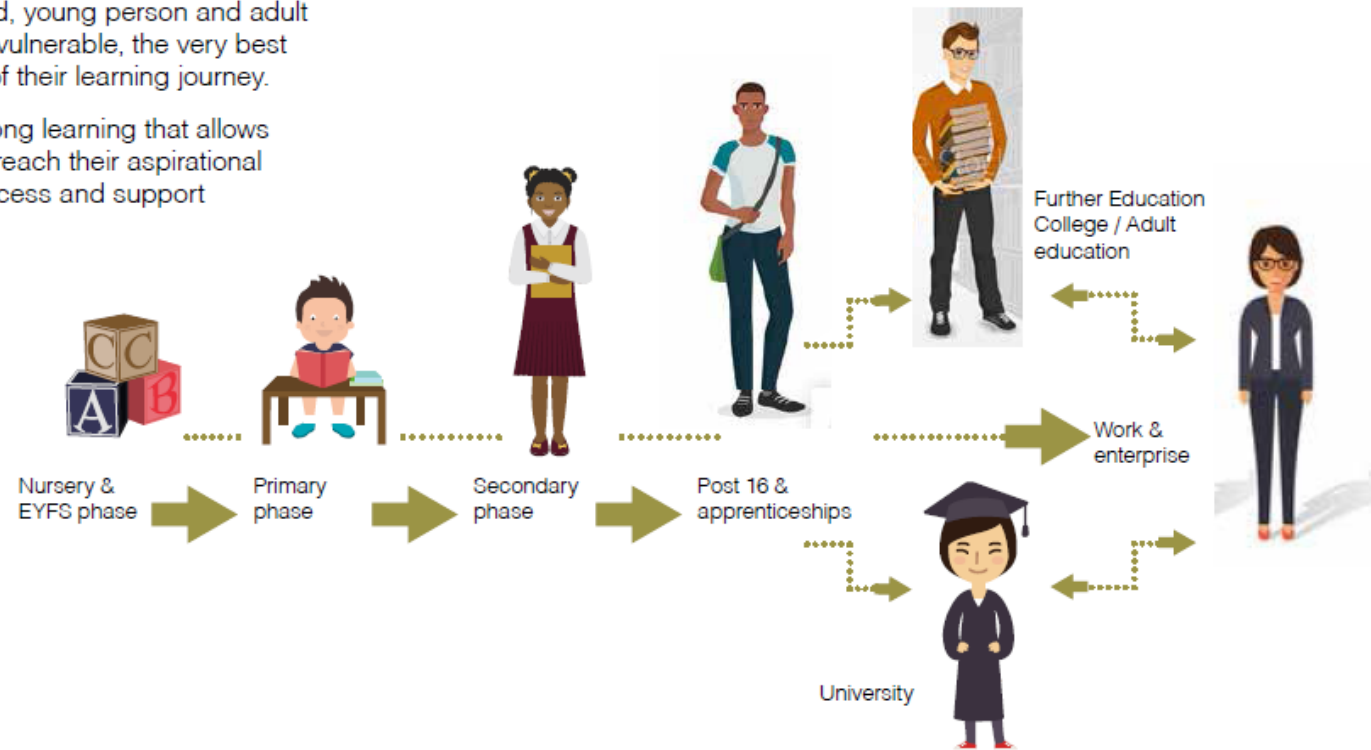 , young person and adult
vulnerable, the very best
of their learning journey.
ong learning that allows
reach their aspirational
cess and support
Further Education
College / Adult
education
C C
A B
Work &
enterprise
Nursery &
EYFS phase
Primary
phase
Secondary
phase
Post 16 &
apprenticeships
University